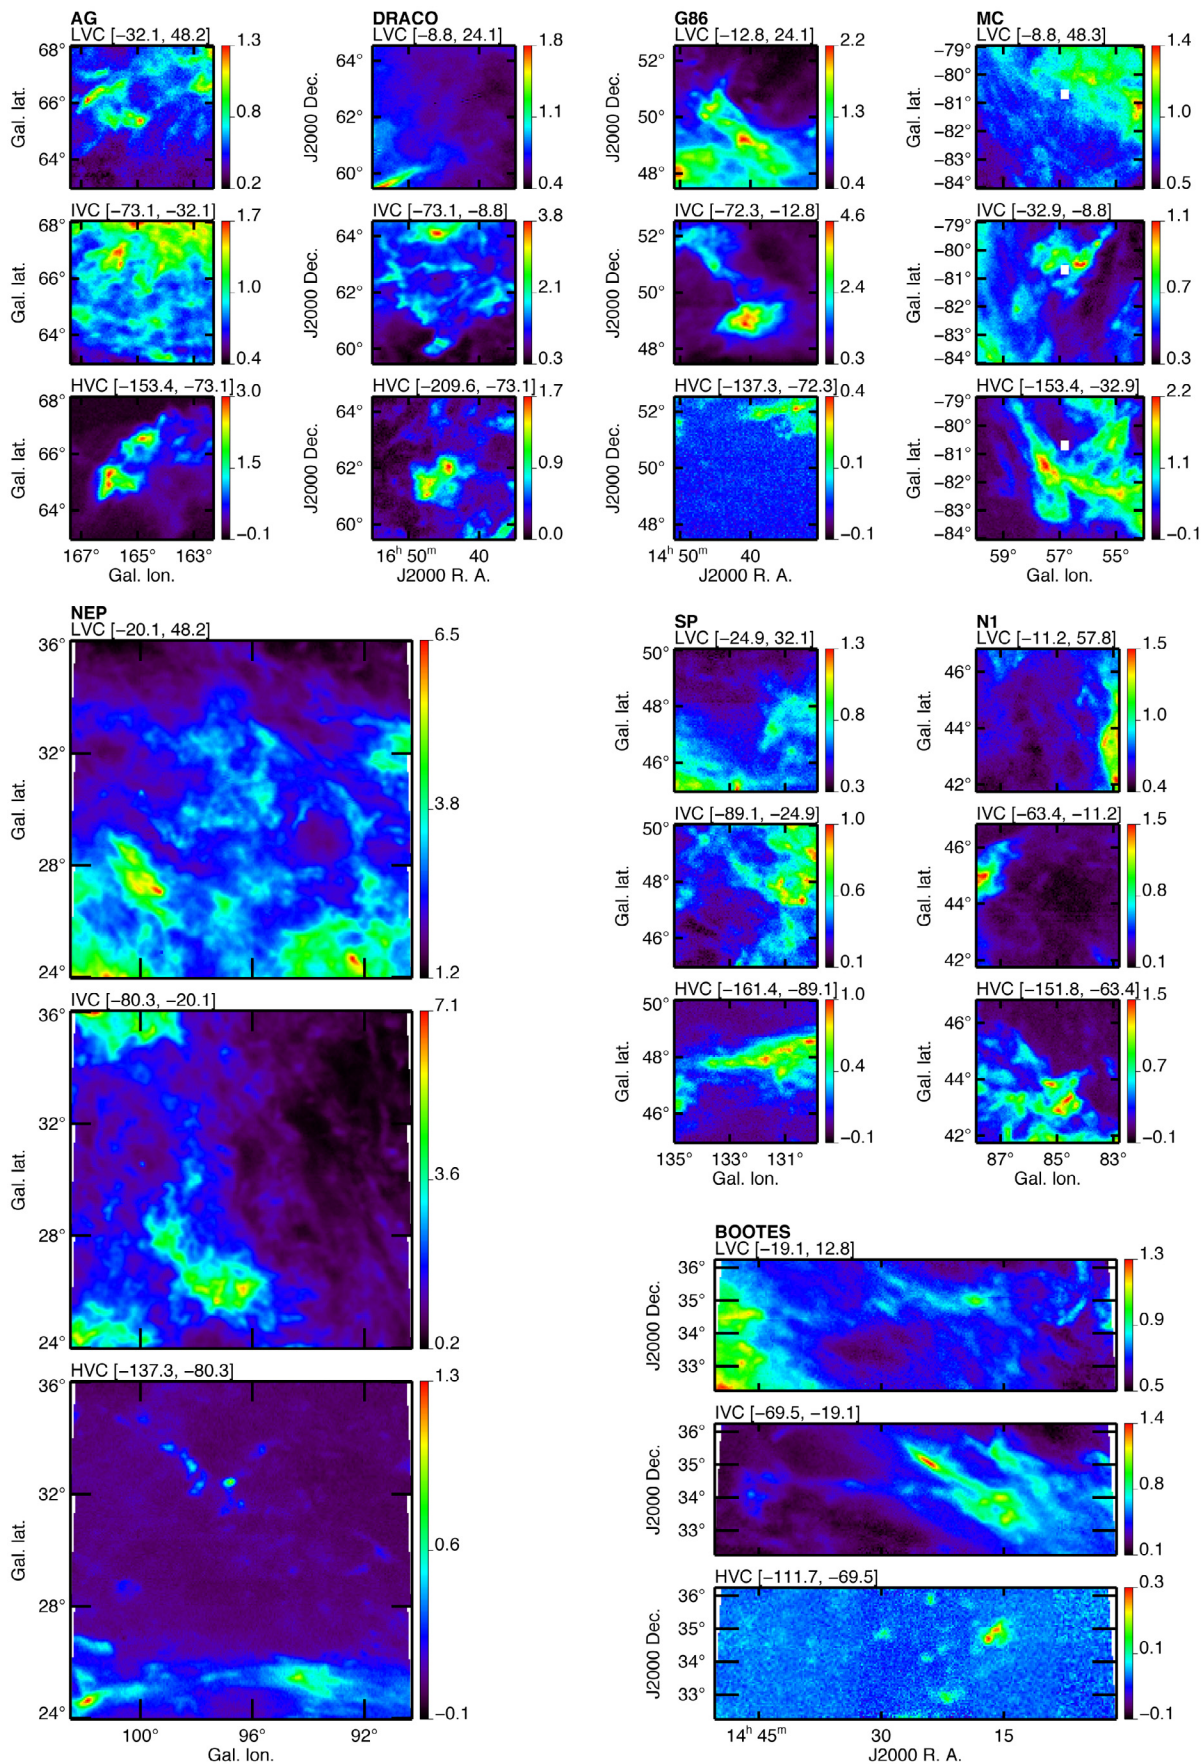 AG
LVC [−32.1, 48.2]
68°
66°
64°
Gal. lat.
1.3
0.8
0.2
IVC [−73.1, −32.1]
68°
66°
64°
Gal. lat.
1.7
1.0
0.4
HVC [−153.4, −73.1]
68°
66°
64°
Gal. lat.
3.0
1.5
−0.1
167° 165° 163°
Gal. lon.
DRACO
LVC [−8.8, 24.1]
64°
62°
60°
J2000 Dec.
1.8
1.1
0.4
IVC [−73.1, −8.8]
64°
62°
60°
J2000 Dec.
3.8
2.1
0.3
HVC [−209.6, −73.1]
64°
62°
60°
J2000 Dec.
1.7
0.9
0.0
16h 50m 40
J2000 R. A.
G86
LVC [−12.8, 24.1]
52°
50°
48°
J2000 Dec.
2.2
1.3
0.4
IVC [−72.3, −12.8]
52°
50°
48°
J2000 Dec.
4.6
2.4
0.3
HVC [−137.3, −72.3]
52°
50°
48°
J2000 Dec.
0.4
0.1
−0.1
14h 50m 40
J2000 R. A.
MC
LVC [−8.8, 48.3]
−79°
−80°
−81°
−82°
−83°
−84°
Gal. lat.
1.4
1.0
0.5
IVC [−32.9, −8.8]
−79°
−80°
−81°
−82°
−83°
−84°
Gal. lat.
1.1
0.7
0.3
HVC [−153.4, −32.9]
−79°
−80°
−81°
−82°
−83°
−84°
Gal. lat.
2.2
1.1
−0.1
59° 57° 55°
Gal. lon.
NEP
LVC [−20.1, 48.2]
36°
32°
28°
24°
Gal. lat.
6.5
3.8
1.2
IVC [−80.3, −20.1]
36°
32°
28°
24°
Gal. lat.
7.1
3.6
0.2
HVC [−137.3, −80.3]
36°
32°
28°
24°
Gal. lat.
1.3
0.6
−0.1
100° 96° 92°
Gal. lon.
SP
LVC [−24.9, 32.1]
50°
48°
46°
Gal. lat.
1.3
0.8
0.3
IVC [−89.1, −24.9]
50°
48°
46°
Gal. lat.
1.0
0.6
0.1
HVC [−161.4, −89.1]
50°
48°
46°
Gal. lat.
1.0
0.4
−0.1
135° 133° 131°
Gal. lon.
N1
LVC [−11.2, 57.8]
46°
44°
42°
Gal. lat.
1.5
1.0
0.4
IVC [−63.4, −11.2]
46°
44°
42°
Gal. lat.
1.5
0.8
0.1
HVC [−151.8, −63.4]
46°
44°
42°
Gal. lat.
1.5
0.7
−0.1
87° 85° 83°
Gal. lon.
BOOTES
LVC [−19.1, 12.8]
36°
35°
34°
33°
J2000 Dec.
1.3
0.9
0.5
IVC [−69.5, −19.1]
36°
35°
34°
33°
J2000 Dec.
1.4
0.8
0.1
HVC [−111.7, −69.5]
36°
35°
34°
33°
J2000 Dec.
0.3
0.1
−0.1
14h 45m 30 15
J2000 R. A.